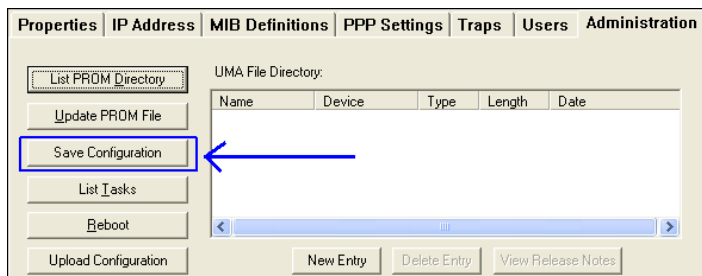 Properties IP Address MIB Definitions PPP Settings Traps Users Administration
List PROM Directory
UMA File Directory:
Name Device Type Length Date
Update PROM File
Save Configuration
List Tasks
Reboot
Upload Configuration
New Entry Delete Entry View Release Notes